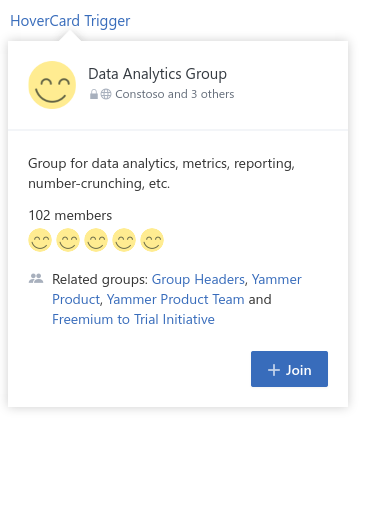 HoverCard Trigger
Data Analytics Group
Constoso and 3 others
Group for data analytics, metrics, reporting,
number-crunching, etc.
102 members
Related groups: Group Headers, Yammer
Product, Yammer Product Team and
Freemium to Trial Initiative
Join